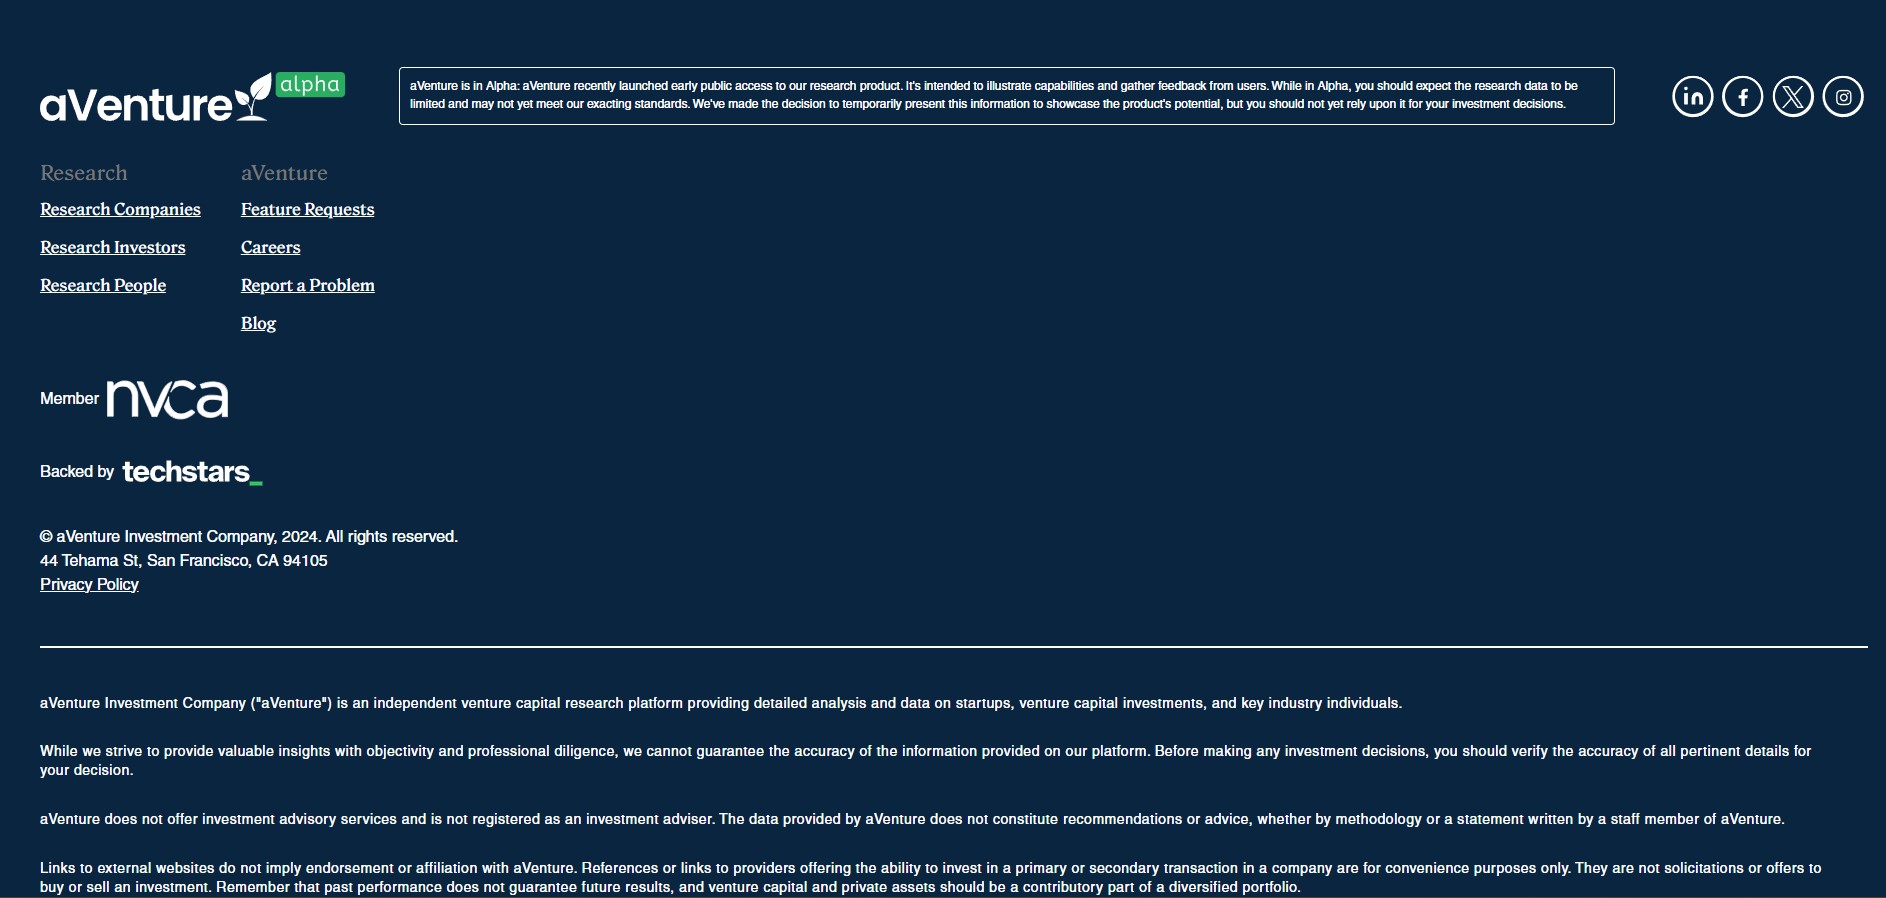 aVenture alpha
aVenture is in Alpha: aVenture recently launched early public access to our research product. It's intended to illustrate capabilities and gather feedback from users. While in Alpha, you should expect the research data to be
limited and may not yet meet our exacting standards. We've made the decision to temporarily present this information to showcase the product's potential, but you should not yet rely upon it for your investment decisions.
Research
Research Companies
Research Investors
Research People
aVenture
Feature Requests
Careers
Report a Problem
Blog
Member nvca
Backed by techstars_
© aVenture Investment Company, 2024. All rights reserved.
44 Tehama St, San Francisco, CA 94105
Privacy Policy
aVenture Investment Company ("aVenture") is an independent venture capital research platform providing detailed analysis and data on startups, venture capital investments, and key industry individuals.
While we strive to provide valuable insights with objectivity and professional diligence, we cannot guarantee the accuracy of the information provided on our platform. Before making any investment decisions, you should verify the accuracy of all pertinent details for
your decision.
aVenture does not offer investment advisory services and is not registered as an investment adviser. The data provided by aVenture does not constitute recommendations or advice, whether by methodology or a statement written by a staff member of aVenture.
Links to external websites do not imply endorsement or affiliation with aVenture. References or links to providers offering the ability to invest in a primary or secondary transaction in a company are for convenience purposes only. They are not solicitations or offers to
buy or sell an investment. Remember that past performance does not guarantee future results, and venture capital and private assets should be a contributory part of a diversified portfolio.